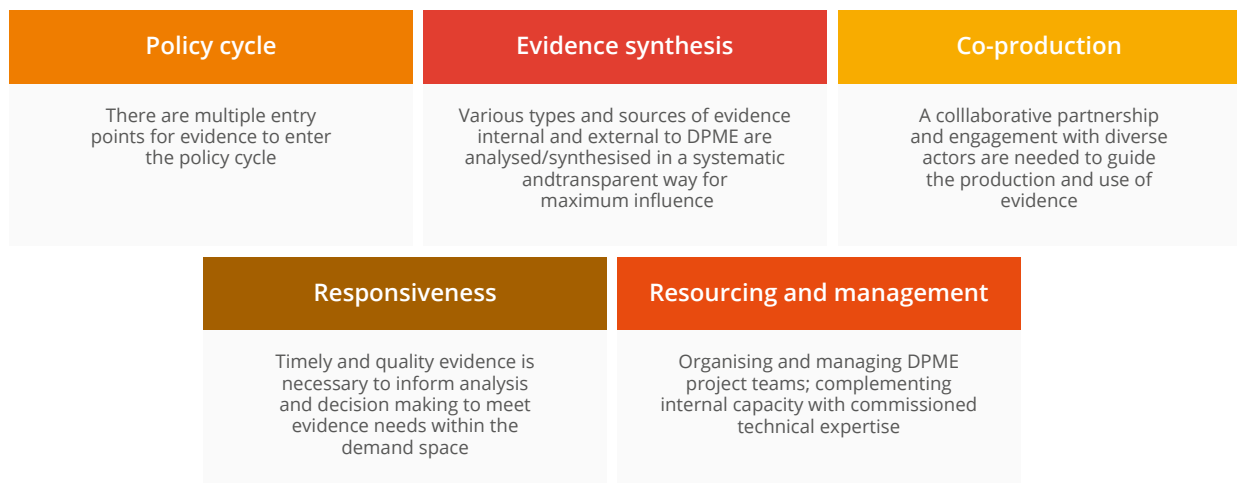 Policy cycle
There are multiple entry
points for evidence to enter
the policy cycle
Evidence synthesis
Various types and sources of evidence
internal and external to DPME are
analysed/synthesised in a systematic
andtransparent way for
maximum influence
Co-production
A colllaborative partnership
and engagement with diverse
actors are needed to guide
the production and use of
evidence
Responsiveness
Timely and quality evidence is
necessary to inform analysis
and decision making to meet
evidence needs within the
demand space
Resourcing and management
Organising and managing DPME
project teams; complementing
internal capacity with commissioned
technical expertise